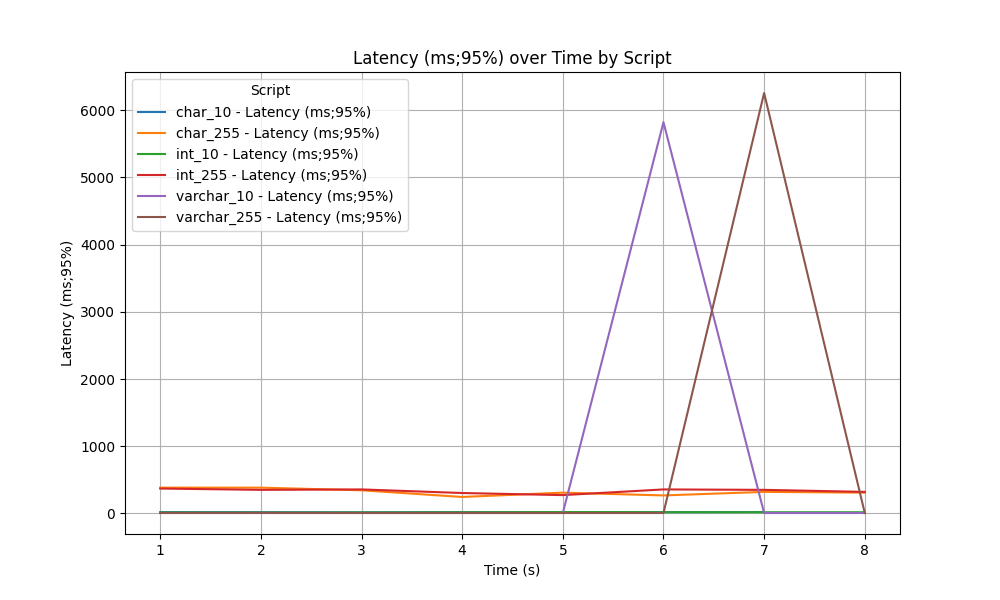 Latency (ms;95%) over Time by Script
Script
char_10 - Latency (ms;95%)
char_255 - Latency (ms;95%)
int_10 - Latency (ms;95%)
int_255 - Latency (ms;95%)
varchar_10 - Latency (ms;95%)
varchar_255 - Latency (ms;95%)
Latency (ms;95%)
6000
5000
4000
3000
2000
1000
0
1 2 3 4 5 6 7 8
Time (s)